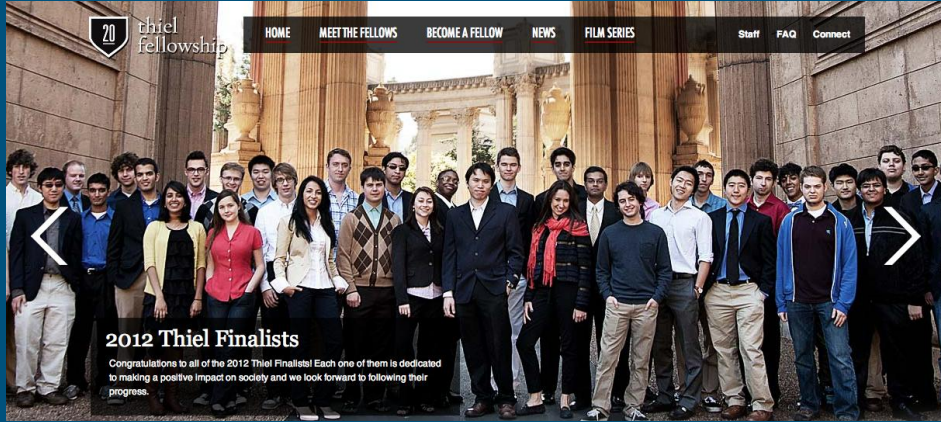 20
thiel
fellowship
HOME MEET THE FELLOWS BECOME A FELLOW NEWS FILM SERIES Staff FAQ Connect
2012 Thiel Finalists
Congratulations to all of the 2012 Thiel Finalists! Each one of them is dedicated
to making a positive impact on society and we look forward to following their
progress.